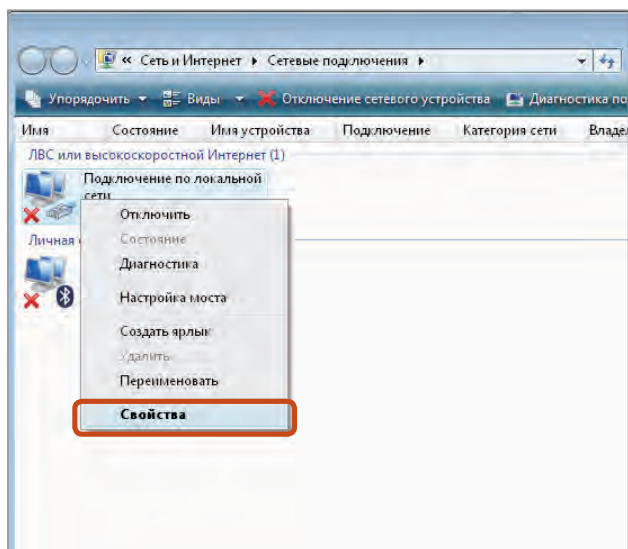 « Сеть и Интернет ▸ Сетевые подключения ▸
Упорядочить Виды Отключение сетевого устройства Диагностика по
Имя Состояние Имя устройства Подключение Категория сети Владел
ЛВС или высокоскоростной Интернет (1)
Подключение по локальной
сети
Личная
Отключить
Состояние
Диагностика
Настройка моста
Создать ярлык
Удалить
Переименовать
Свойства